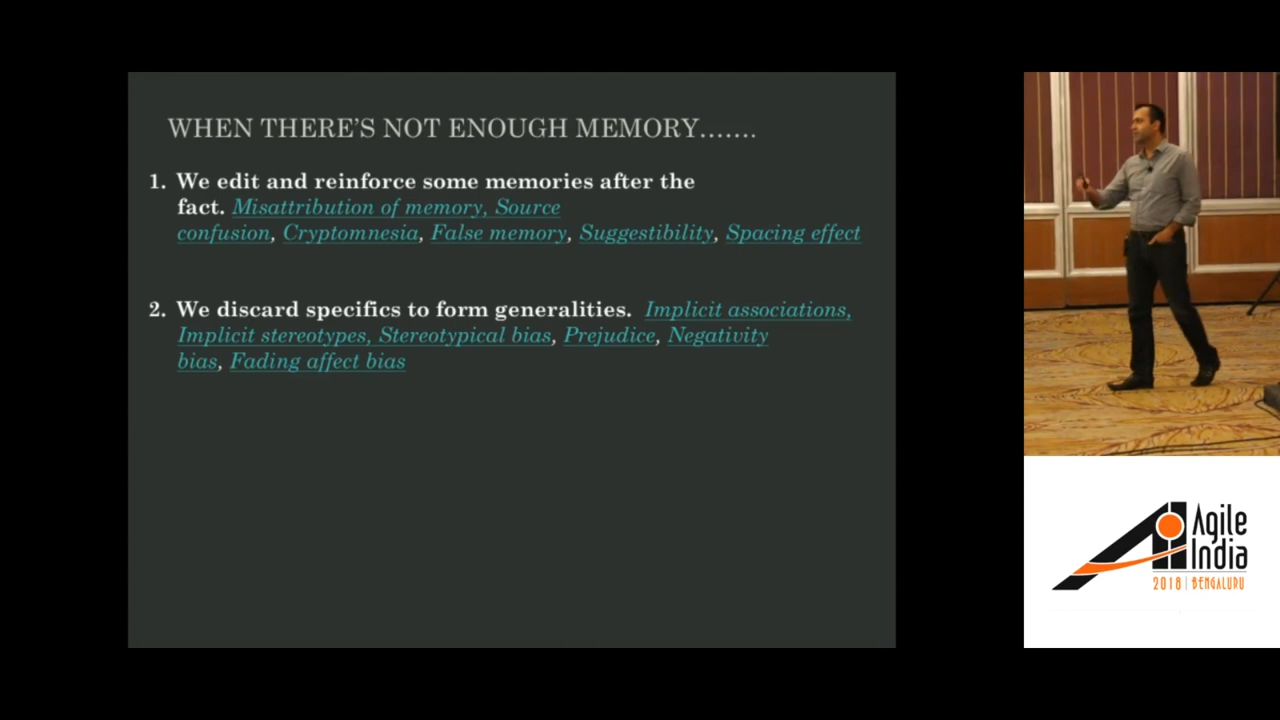 WHEN THERE'S NOT ENOUGH MEMORY.......
1. We edit and reinforce some memories after the
fact. Misattribution of memory, Source
confusion, Cryptomnesia, False memory, Suggestibility, Spacing effect
2. We discard specifics to form generalities. Implicit associations,
Implicit stereotypes, Stereotypical bias, Prejudice, Negativity
bias, Fading affect bias
Agile
India
2018 | BENGALURU